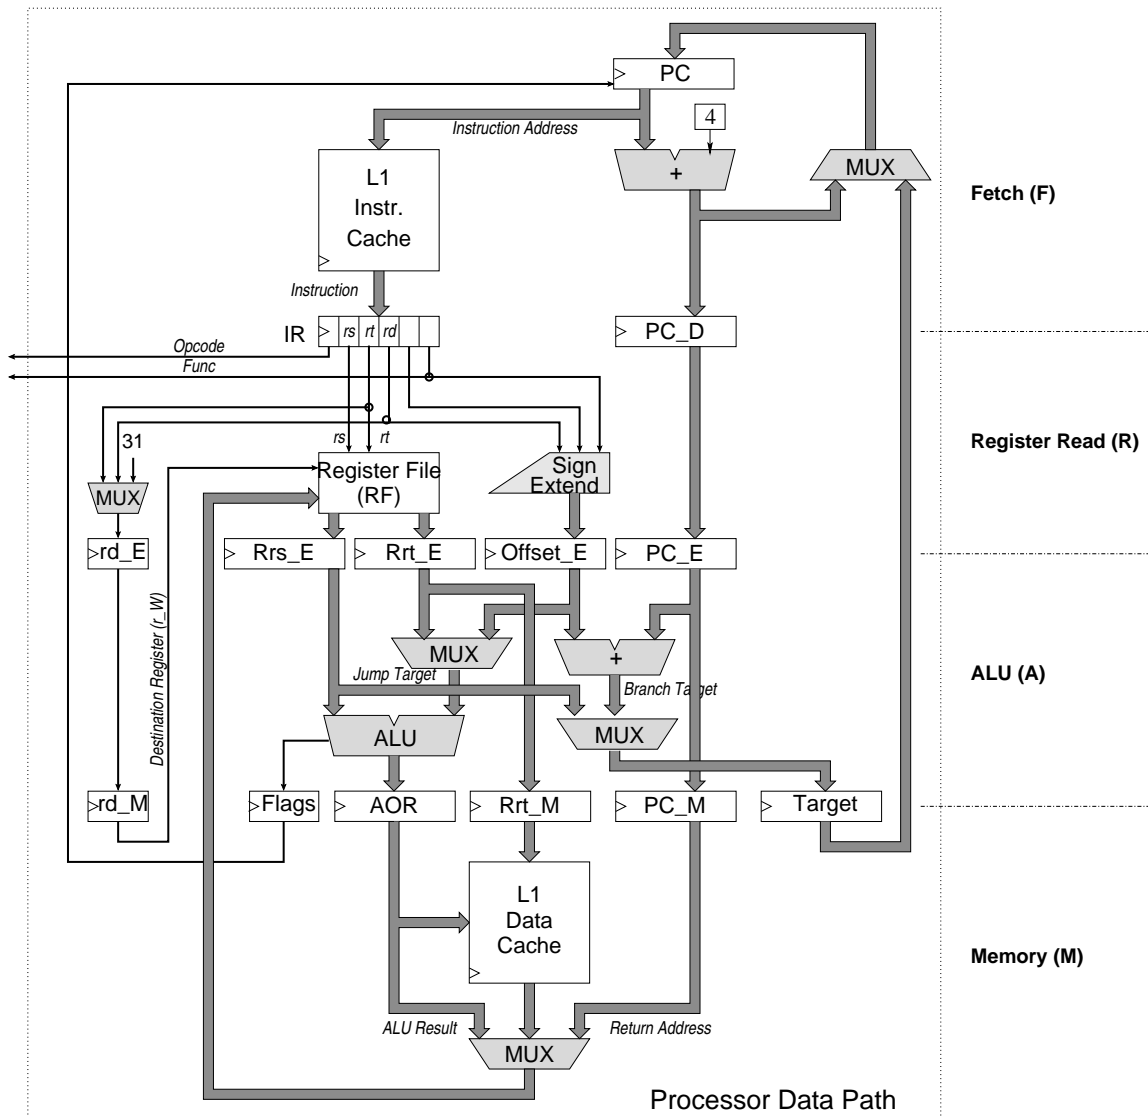 PC
4
Instruction Address
L1
Instr.
Cache
+
MUX
Fetch (F)
Instruction
IR
rs
rt
rd
PC_D
Opcode
Func
31
rs
rt
Register Read (R)
MUX
Register File
(RF)
Sign
Extend
rd_E
Rrs_E
Rrt_E
Offset_E
PC_E
Destination Register (r_W)
MUX
+
Jump Target
Branch Target
ALU (A)
ALU
MUX
rd_M
Flags
AOR
Rrt_M
PC_M
Target
L1
Data
Cache
Memory (M)
ALU Result
Return Address
MUX
Processor Data Path